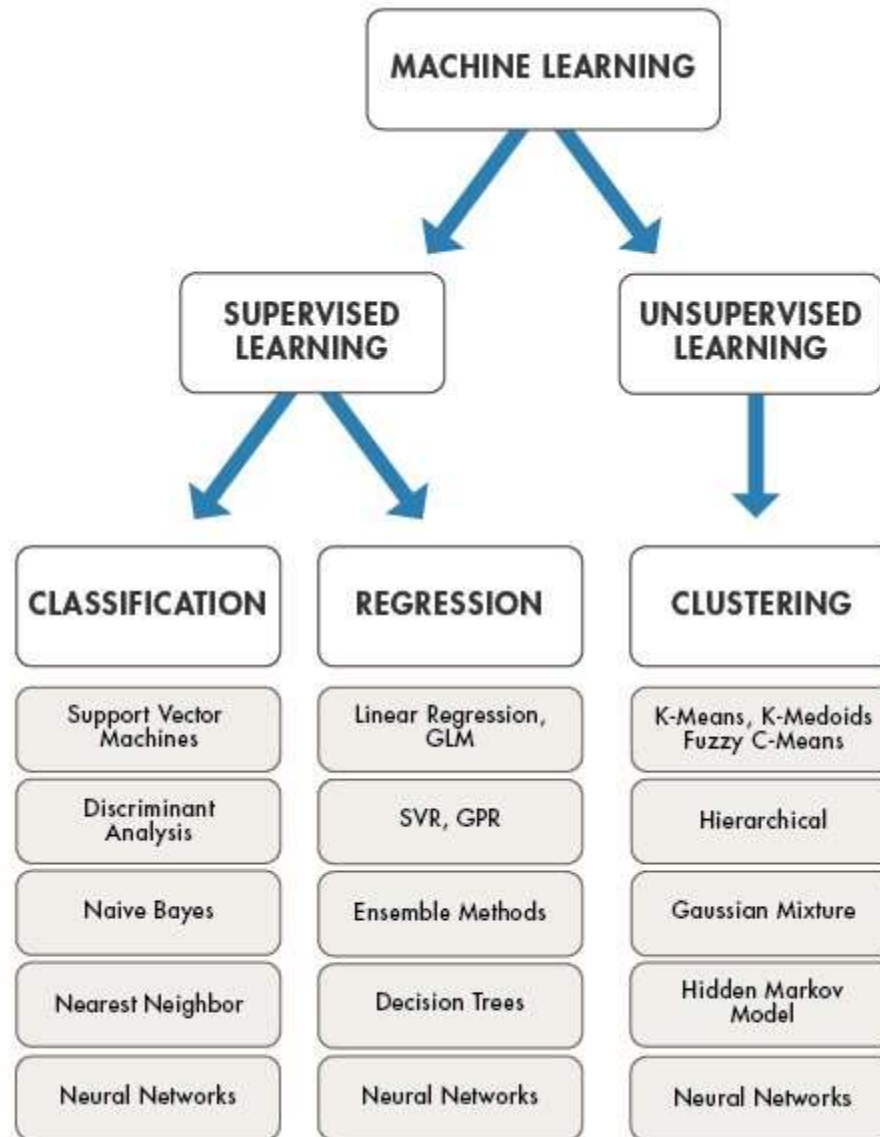 MACHINE LEARNING
SUPERVISED
LEARNING
UNSUPERVISED
LEARNING
CLASSIFICATION
Support Vector
Machines
Discriminant
Analysis
Naive Bayes
Nearest Neighbor
Neural Networks
REGRESSION
Linear Regression,
GLM
SVR, GPR
Ensemble Methods
Decision Trees
Neural Networks
CLUSTERING
K-Means, K-Medoids
Fuzzy C-Means
Hierarchical
Gaussian Mixture
Hidden Markov
Model
Neural Networks